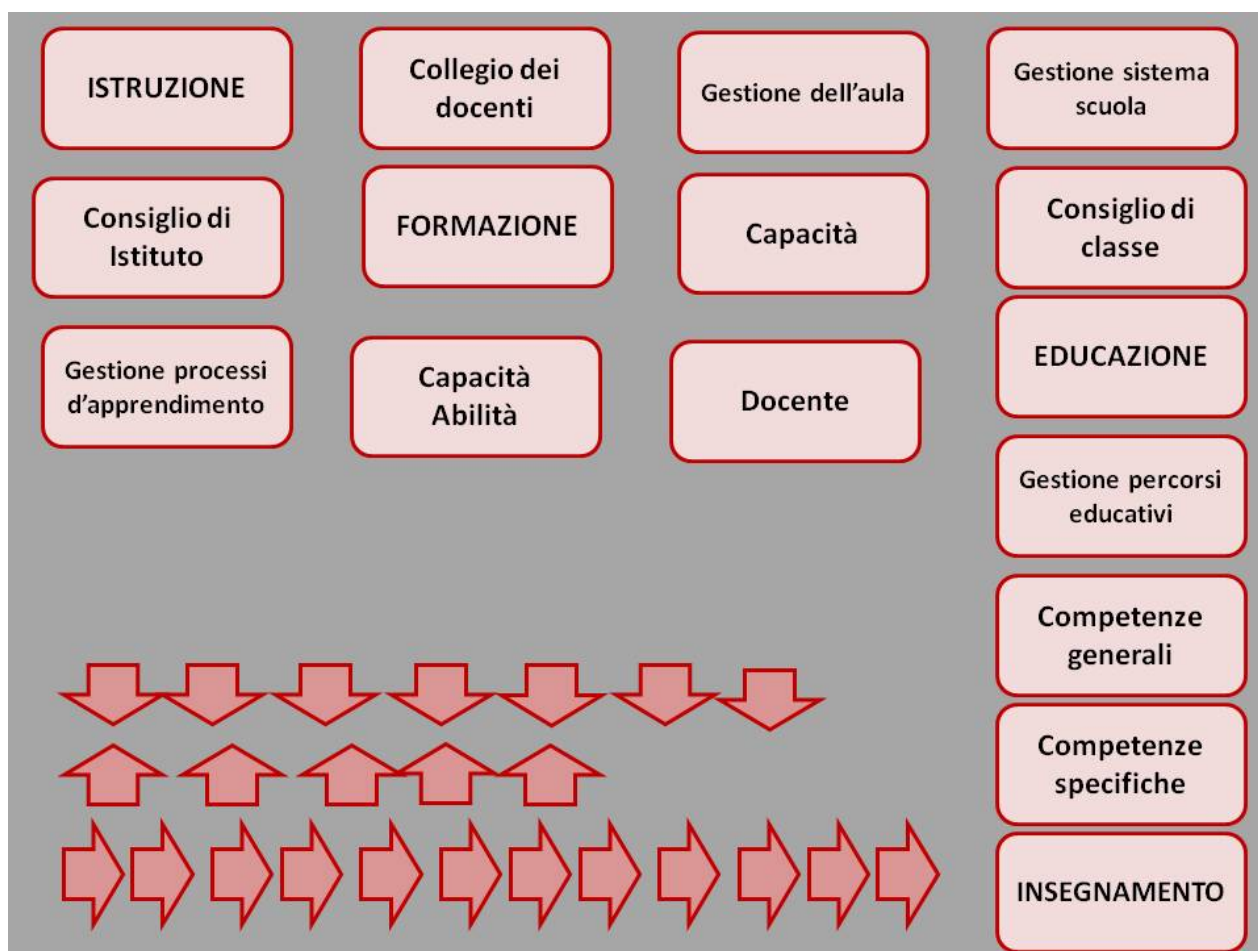 ISTRUZIONE
Collegio dei
docenti
Gestione dell’aula
Gestione sistema
scuola
Consiglio di
Istituto
FORMAZIONE
Capacità
Consiglio di
classe
Gestione processi
d’apprendimento
Capacità
Abilità
Docente
EDUCAZIONE
Gestione percorsi
educativi
Competenze
generali
Competenze
specifiche
INSEGNAMENTO